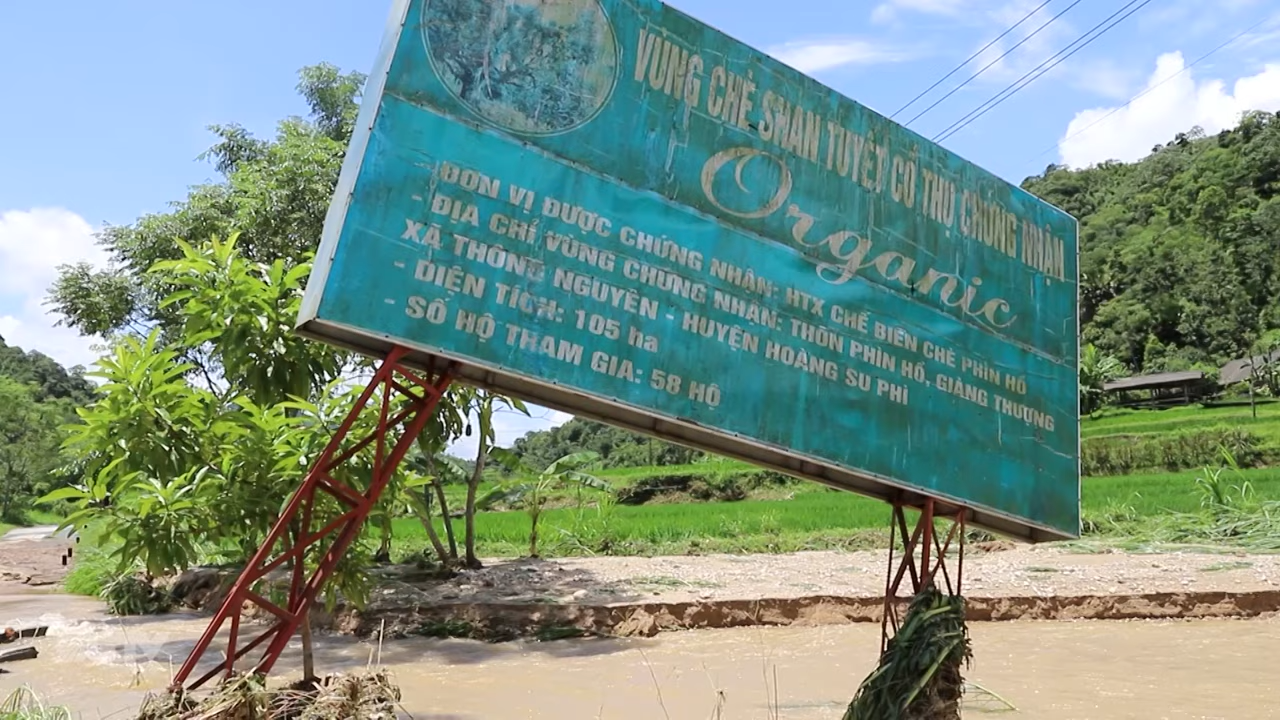 VÙNG CHÈ SHAN TUYẾT CỔ THỤ CHỨNG NHẬN
Organic
- ĐƠN VỊ ĐƯỢC CHỨNG NHẬN: HTX CHẾ BIẾN CHÈ PHÌN HỒ
- ĐỊA CHỈ VÙNG CHỨNG NHẬN: THÔN PHÌN HỒ, GIÀNG THƯỢNG
XÃ THÔNG NGUYÊN - HUYỆN HOÀNG SU PHÌ
- DIỆN TÍCH: 105 ha
- SỐ HỘ THAM GIA: 58 HỘ